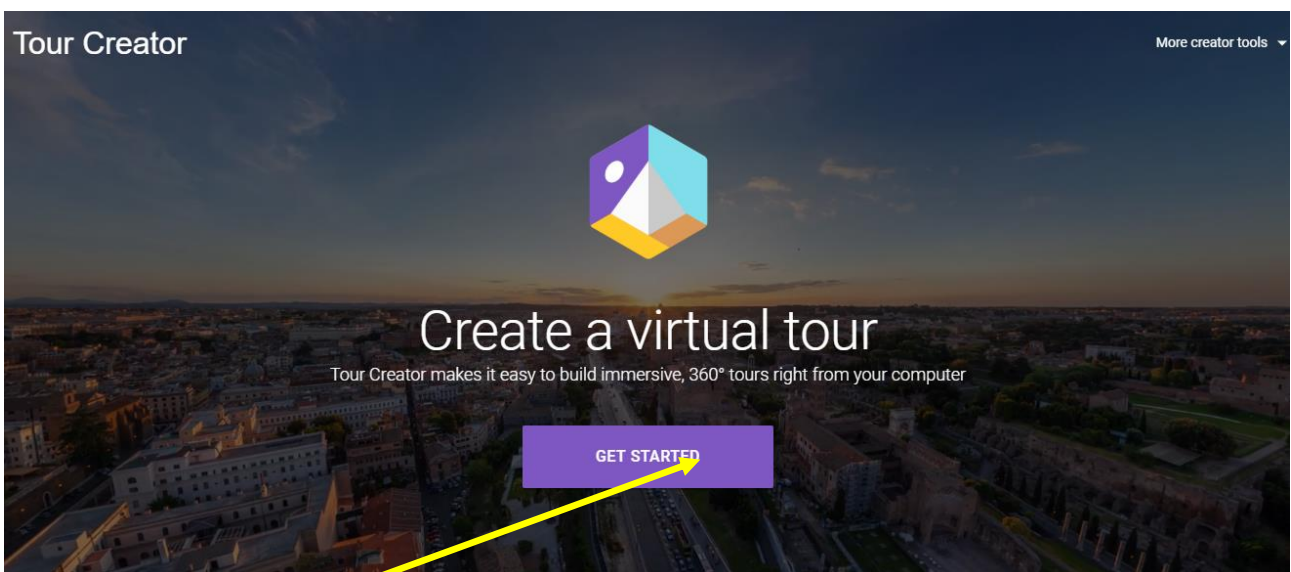 Tour Creator
More creator tools
Create a virtual tour
Tour Creator makes it easy to build immersive, 360° tours right from your computer
GET STARTED